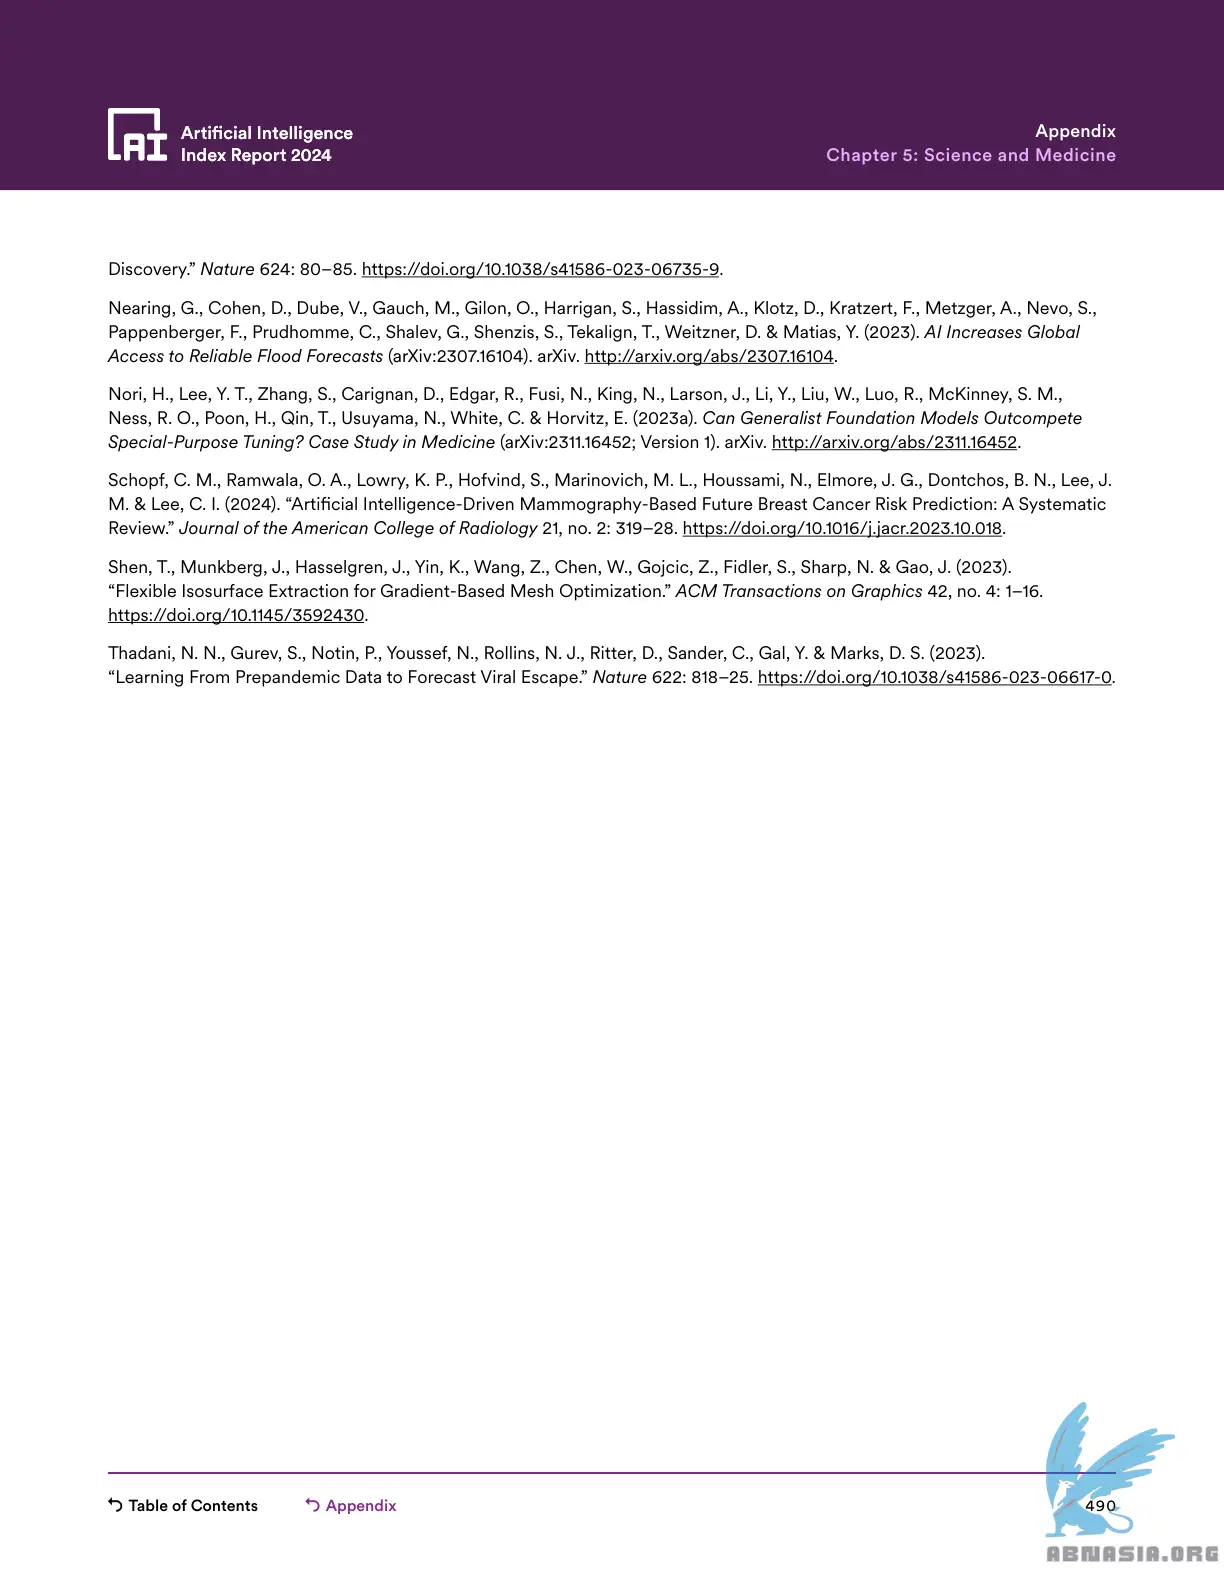 AI
Artificial Intelligence
Index Report 2024
Appendix
Chapter 5: Science and Medicine
Discovery.” Nature 624: 80–85. https://doi.org/10.1038/s41586-023-06735-9.
Nearing, G., Cohen, D., Dube, V., Gauch, M., Gilon, O., Harrigan, S., Hassidim, A., Klotz, D., Kratzert, F., Metzger, A., Nevo, S.,
Pappenberger, F., Prudhomme, C., Shalev, G., Shenzis, S., Tekalign, T., Weitzner, D. & Matias, Y. (2023). AI Increases Global
Access to Reliable Flood Forecasts (arXiv:2307.16104). arXiv. http://arxiv.org/abs/2307.16104.
Nori, H., Lee, Y. T., Zhang, S., Carignan, D., Edgar, R., Fusi, N., King, N., Larson, J., Li, Y., Liu, W., Luo, R., McKinney, S. M.,
Ness, R. O., Poon, H., Qin, T., Usuyama, N., White, C. & Horvitz, E. (2023a). Can Generalist Foundation Models Outcompete
Special-Purpose Tuning? Case Study in Medicine (arXiv:2311.16452; Version 1). arXiv. http://arxiv.org/abs/2311.16452.
Schopf, C. M., Ramwala, O. A., Lowry, K. P., Hofvind, S., Marinovich, M. L., Houssami, N., Elmore, J. G., Dontchos, B. N., Lee, J.
M. & Lee, C. I. (2024). “Artificial Intelligence-Driven Mammography-Based Future Breast Cancer Risk Prediction: A Systematic
Review.” Journal of the American College of Radiology 21, no. 2: 319–28. https://doi.org/10.1016/j.jacr.2023.10.018.
Shen, T., Munkberg, J., Hasselgren, J., Yin, K., Wang, Z., Chen, W., Gojcic, Z., Fidler, S., Sharp, N. & Gao, J. (2023).
“Flexible Isosurface Extraction for Gradient-Based Mesh Optimization.” ACM Transactions on Graphics 42, no. 4: 1–16.
https://doi.org/10.1145/3592430.
Thadani, N. N., Gurev, S., Notin, P., Youssef, N., Rollins, N. J., Ritter, D., Sander, C., Gal, Y. & Marks, D. S. (2023).
“Learning From Prepandemic Data to Forecast Viral Escape.” Nature 622: 818–25. https://doi.org/10.1038/s41586-023-06617-0.
Table of Contents
Appendix
490
ABNASIA.ORG